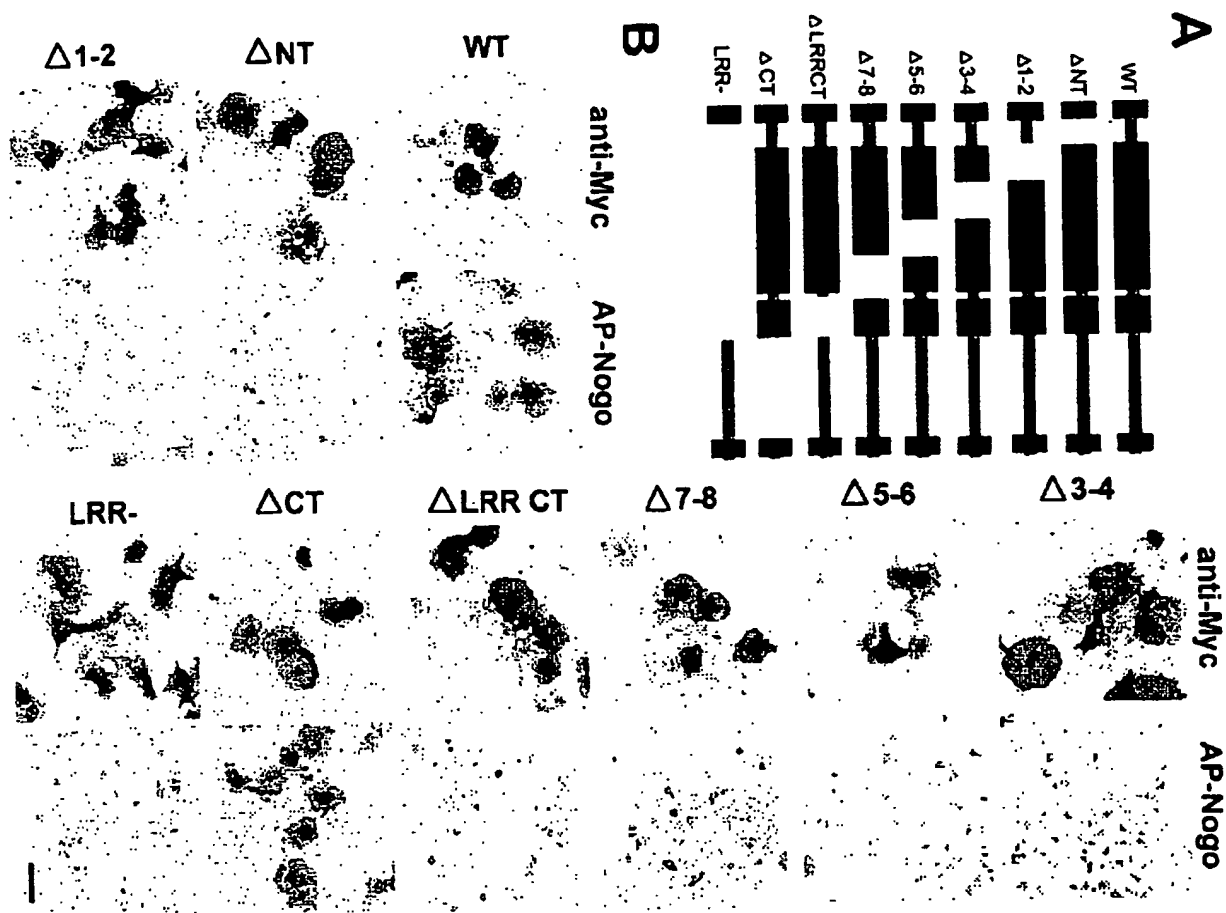 A
WT
ΔNT
Δ1-2
Δ3-4
Δ5-6
Δ7-8
ΔLRRCT
ΔCT
LRR-
B
anti-Myc
AP-Nogo
WT
ΔNT
Δ1-2
anti-Myc
AP-Nogo
Δ3-4
Δ5-6
Δ7-8
ΔLRR CT
ΔCT
LRR-